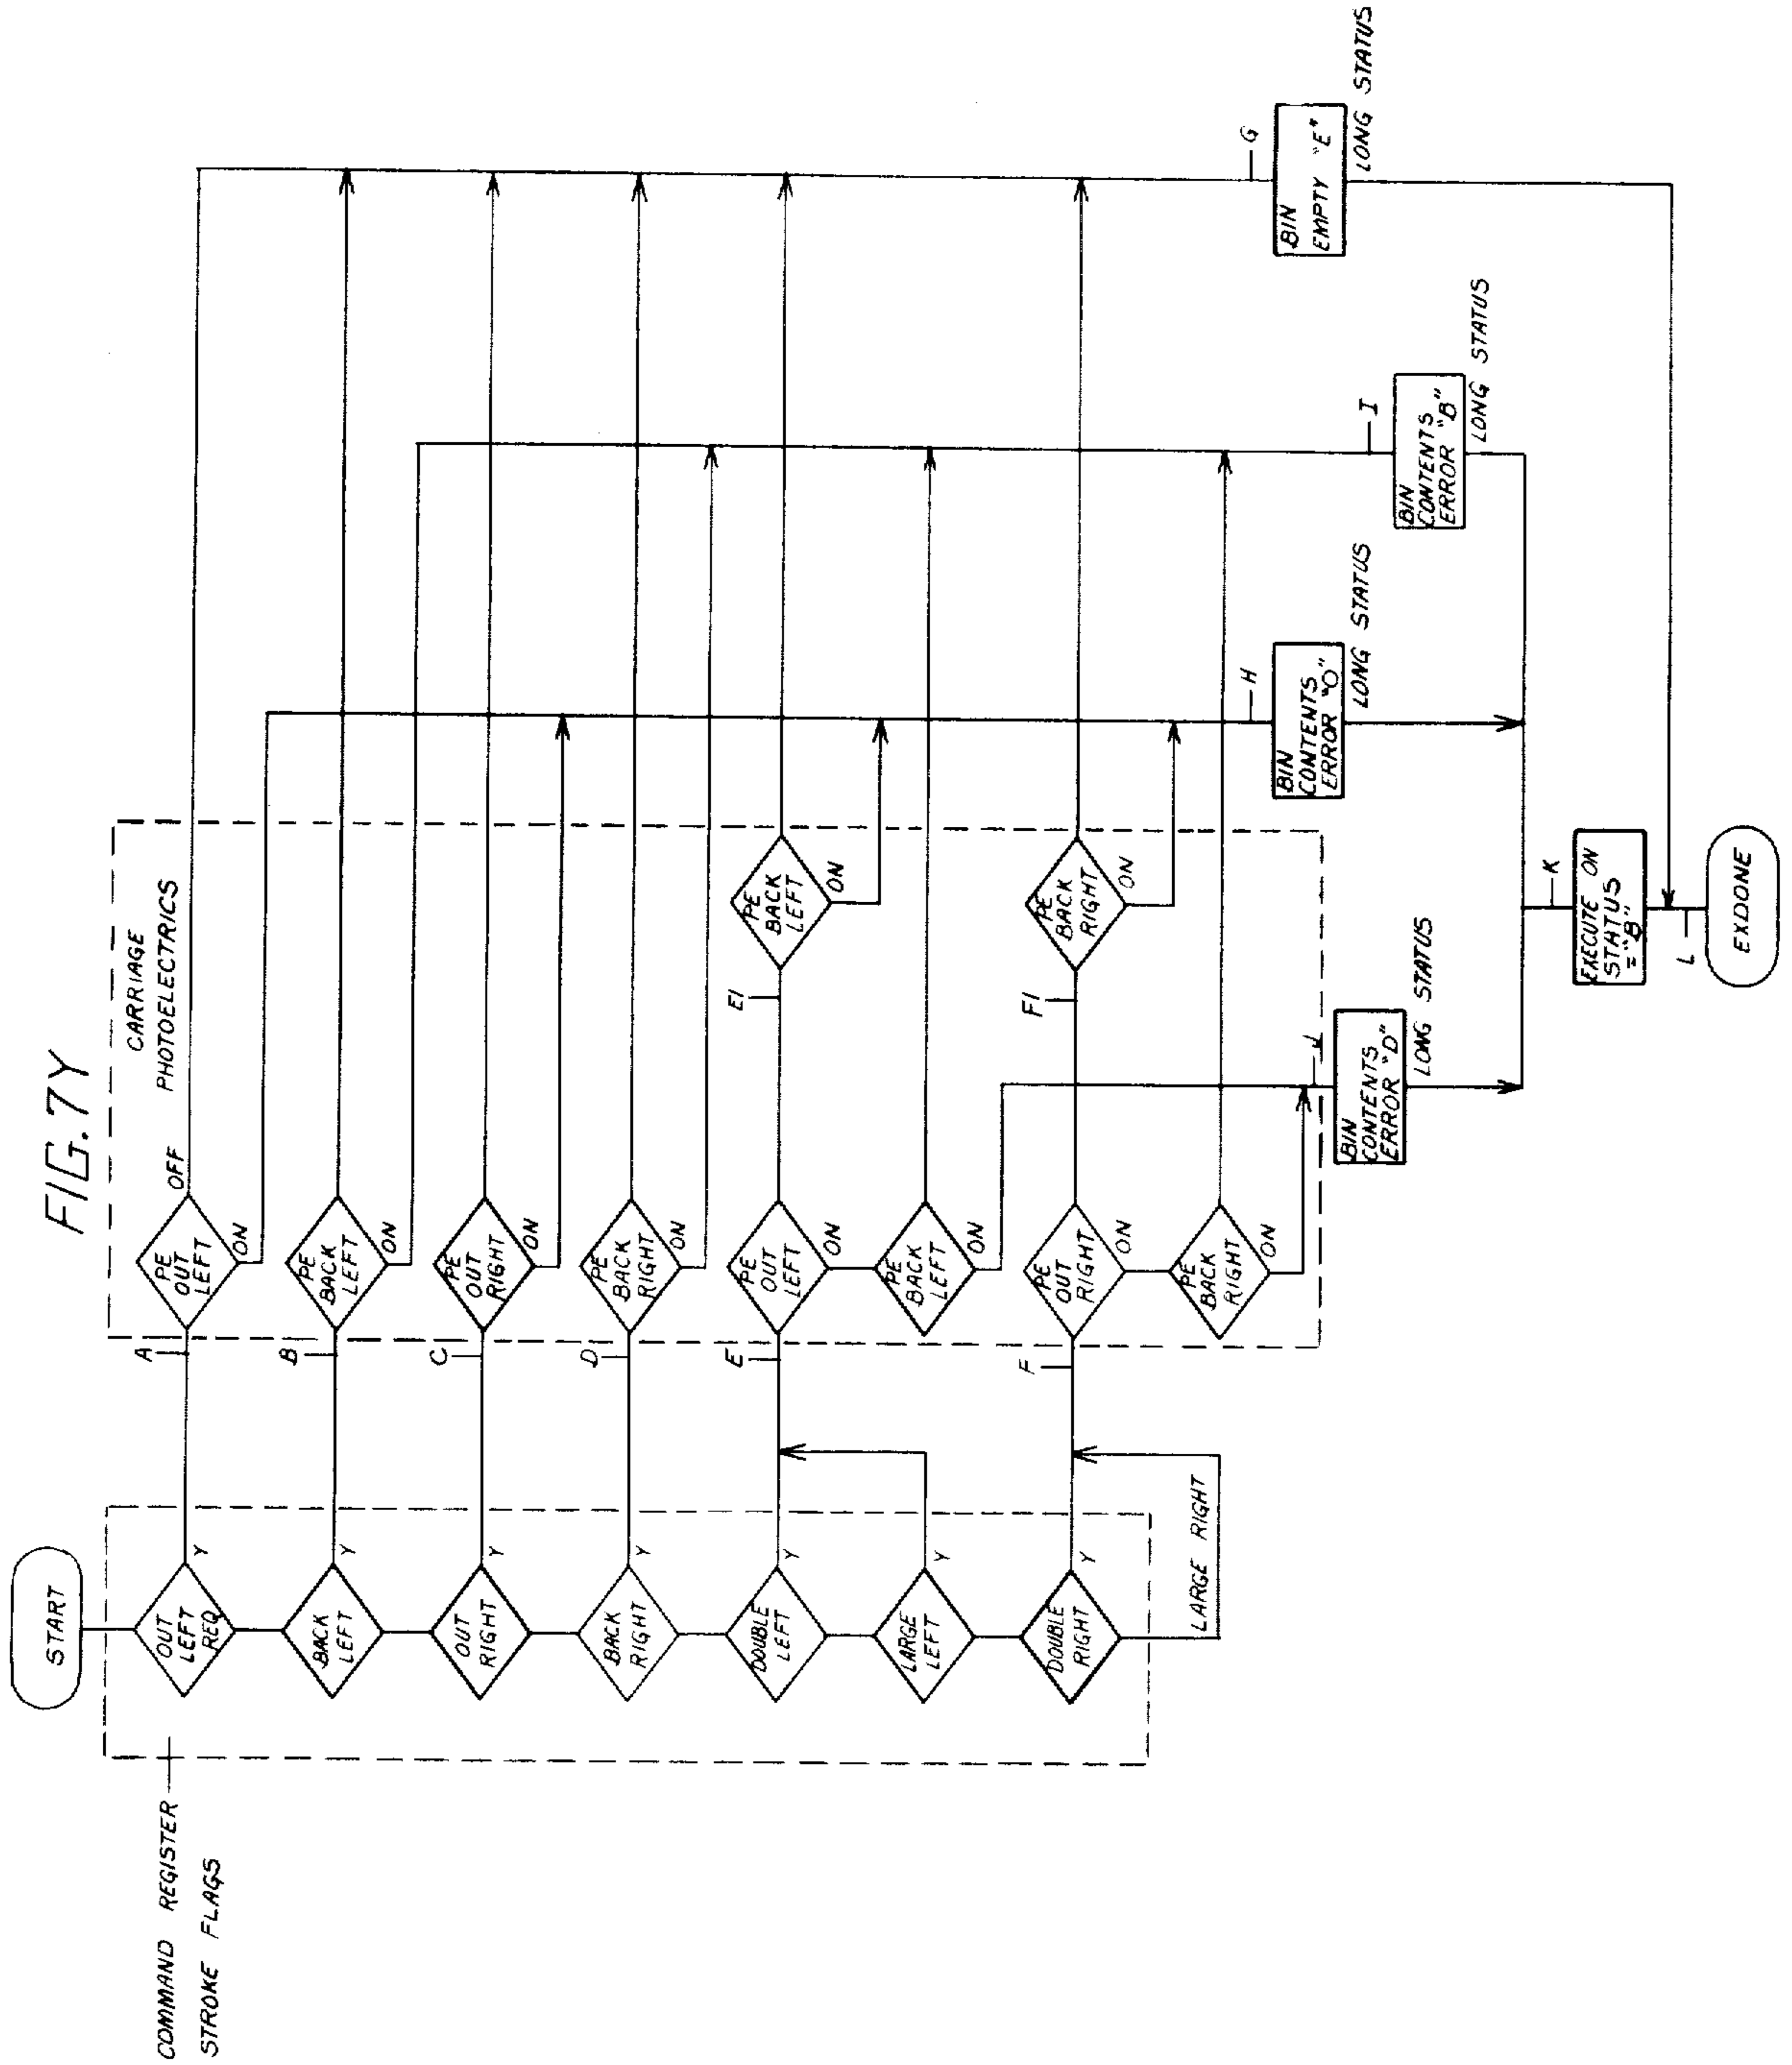 FIG. 7Y
START
COMMAND REGISTER
STROKE FLAGS
OUT
LEFT
REQ
Y
BACK
LEFT
Y
OUT
RIGHT
Y
BACK
RIGHT
Y
DOUBLE
LEFT
Y
LARGE
LEFT
Y
DOUBLE
RIGHT
Y
LARGE RIGHT
CARRIAGE
PHOTOELECTRICS
A
PE
OUT
LEFT
OFF
ON
B
PE
BACK
LEFT
ON
C
PE
OUT
RIGHT
ON
D
PE
BACK
RIGHT
ON
E
PE
OUT
LEFT
ON
E1
PE
BACK
LEFT
ON
PE
BACK
LEFT
ON
F
PE
OUT
RIGHT
ON
F1
PE
BACK
RIGHT
ON
PE
BACK
RIGHT
ON
J
BIN
CONTENTS
ERROR "D"
LONG STATUS
H
BIN
CONTENTS
ERROR "O"
LONG STATUS
I
BIN
CONTENTS
ERROR "B"
LONG STATUS
G
BIN
EMPTY "E"
LONG STATUS
K
EXECUTE ON
STATUS
="B"
L
EXDONE